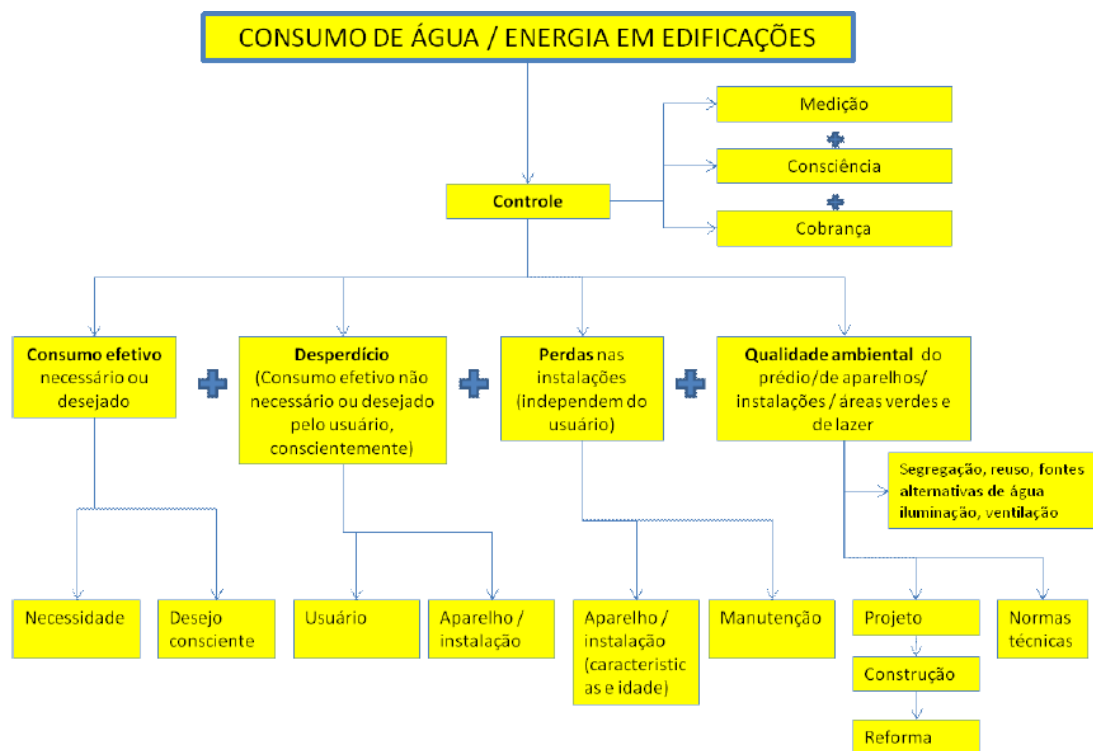 CONSUMO DE ÁGUA / ENERGIA EM EDIFICAÇÕES
Medição
Consciência
Cobrança
Controle
Consumo efetivo
necessário ou
desejado
Desperdício
(Consumo efetivo não
necessário ou desejado
pelo usuário,
conscientemente)
Perdas nas
instalações
(independem do
usuário)
Qualidade ambiental do
prédio/de aparelhos/
instalações / áreas verdes e
de lazer
Segregação, reuso, fontes
alternativas de água
iluminação, ventilação
Necessidade
Desejo
consciente
Usuário
Aparelho /
instalação
Aparelho /
instalação
(característic
as e idade)
Manutenção
Projeto
Normas
técnicas
Construção
Reforma